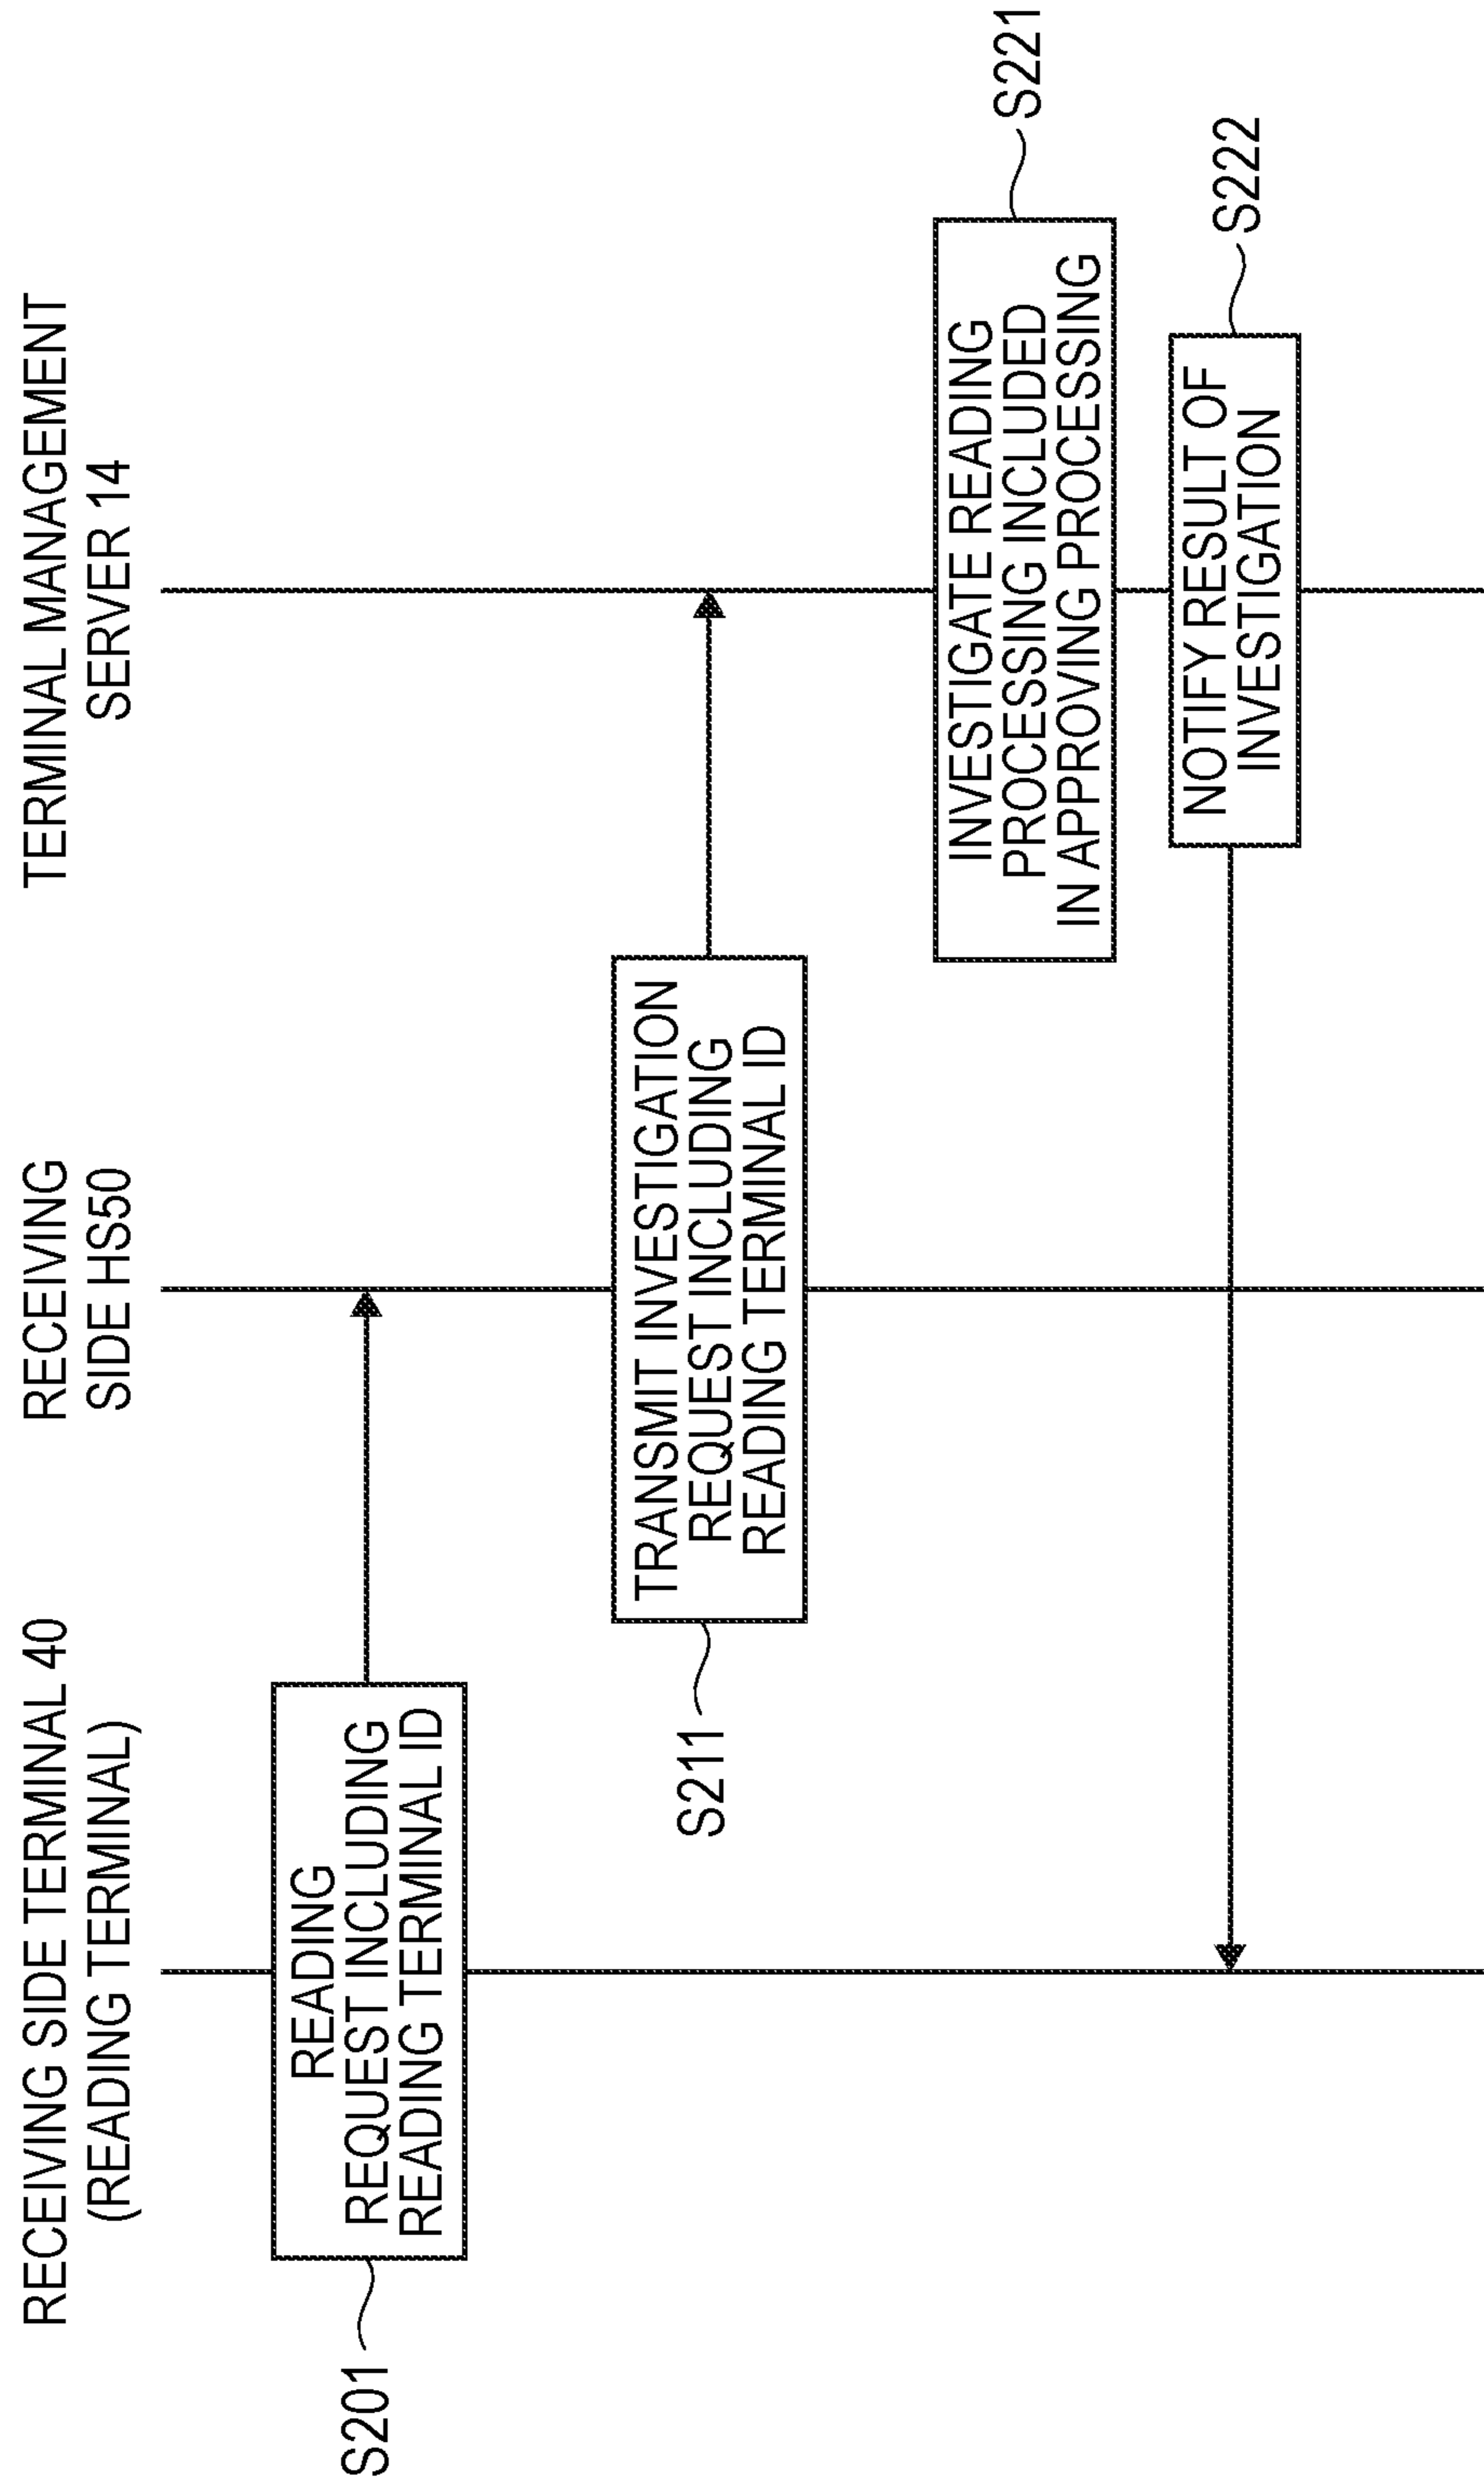 RECEIVING SIDE TERMINAL 40
(READING TERMINAL)
RECEIVING
SIDE HS50
TERMINAL MANAGEMENT
SERVER 14
S201
READING
REQUEST INCLUDING
READING TERMINAL ID
S211
TRANSMIT INVESTIGATION
REQUEST INCLUDING
READING TERMINAL ID
INVESTIGATE READING
PROCESSING INCLUDED
IN APPROVING PROCESSING
S221
NOTIFY RESULT OF
INVESTIGATION
S222